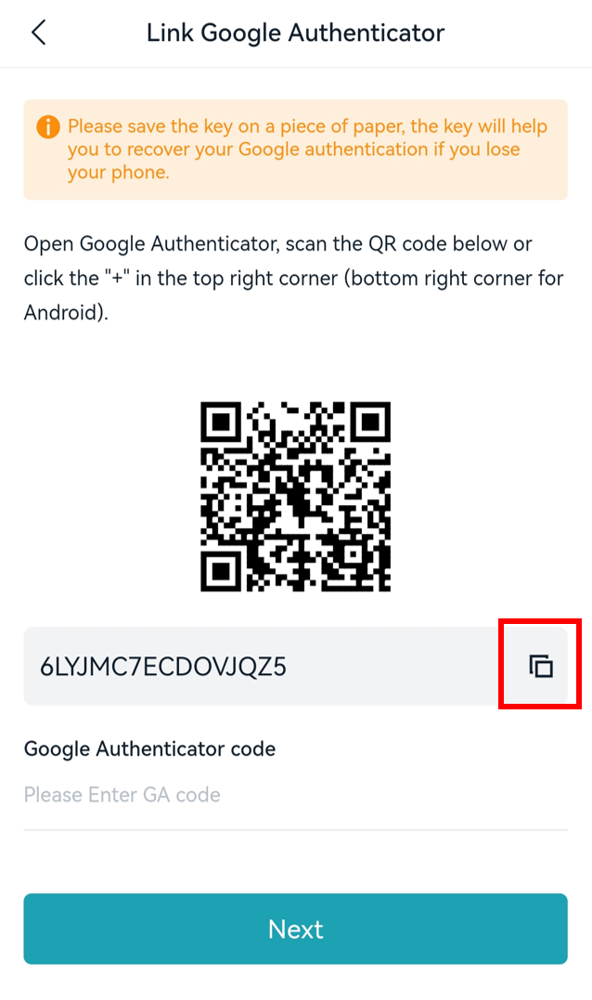 Link Google Authenticator
Please save the key on a piece of paper, the key will help
you to recover your Google authentication if you lose
your phone.
Open Google Authenticator, scan the QR code below or
click the "+" in the top right corner (bottom right corner for
Android).
6LYJMC7ECDOVJQZ5
Google Authenticator code
Please Enter GA code
Next